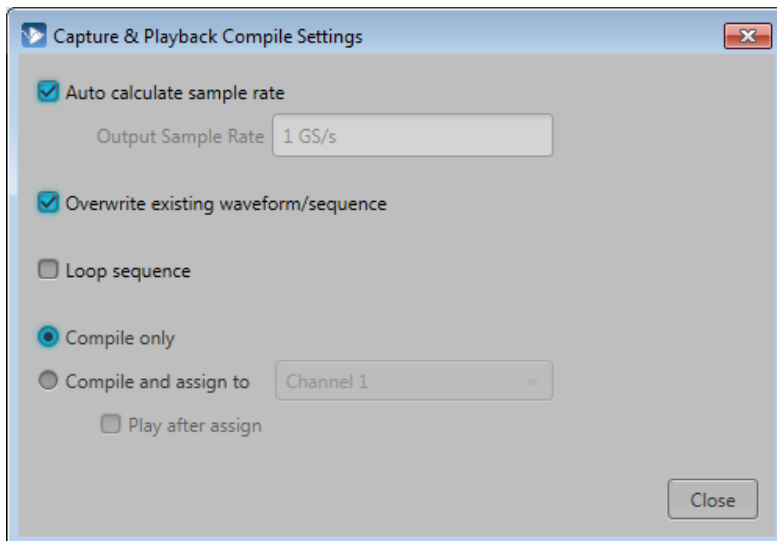 Capture & Playback Compile Settings
Auto calculate sample rate
Output Sample Rate 1 GS/s
Overwrite existing waveform/sequence
Loop sequence
Compile only
Compile and assign to Channel 1
Play after assign
Close